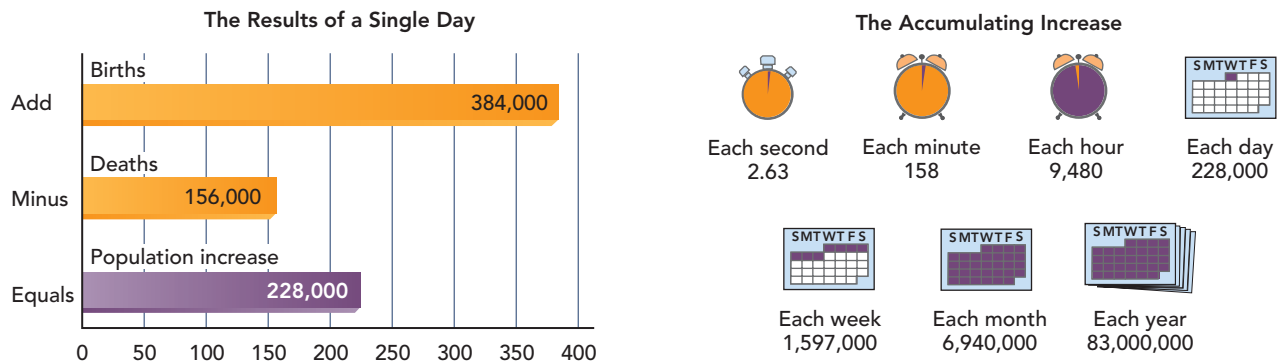 The Results of a Single Day
Births
Add
384,000
Deaths
Minus
156,000
Population increase
Equals
228,000
0 50 100 150 200 250 300 350 400
The Accumulating Increase
SMTWTFS
Each second
2.63
Each minute
158
Each hour
9,480
Each day
228,000
SMTWTFS
SMTWTFS
SMTWTFS
Each week
1,597,000
Each month
6,940,000
Each year
83,000,000